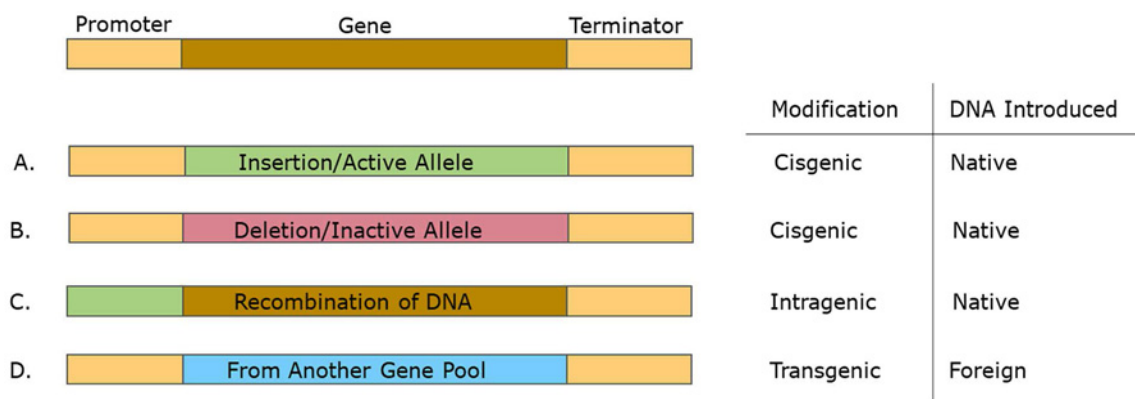 Promoter Gene Terminator
Modification DNA Introduced
A. Insertion/Active Allele Cisgenic Native
B. Deletion/Inactive Allele Cisgenic Native
C. Recombination of DNA Intragenic Native
D. From Another Gene Pool Transgenic Foreign